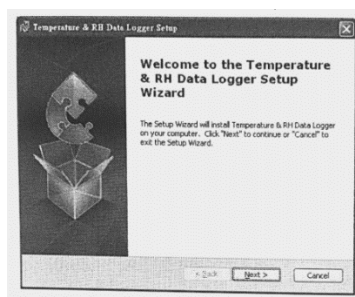 Temperature & RH Data Logger Setup
Welcome to the Temperature
& RH Data Logger Setup
Wizard
The Setup Wizard will install Temperature & RH Data Logger
on your computer. Click "Next" to continue or "Cancel" to
exit the Setup Wizard.
< Back Next > Cancel